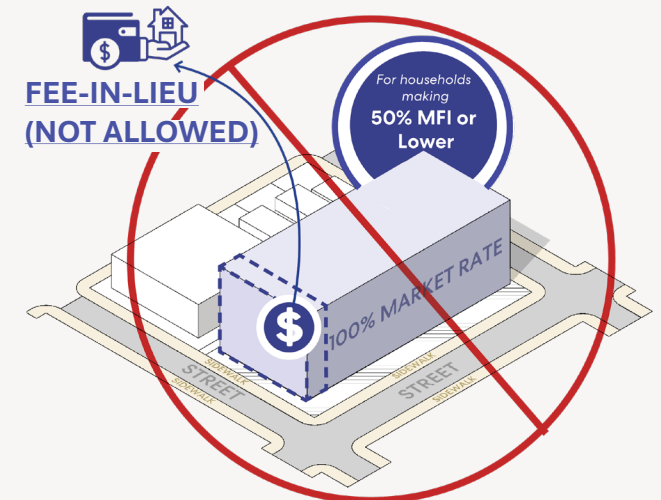 FEE-IN-LIEU
(NOT ALLOWED)
For households
making
50% MFI or
Lower
$
$
100% MARKET RATE
SIDEWALK
STREET
SIDEWALK
SIDEWALK
STREET
SIDEWALK